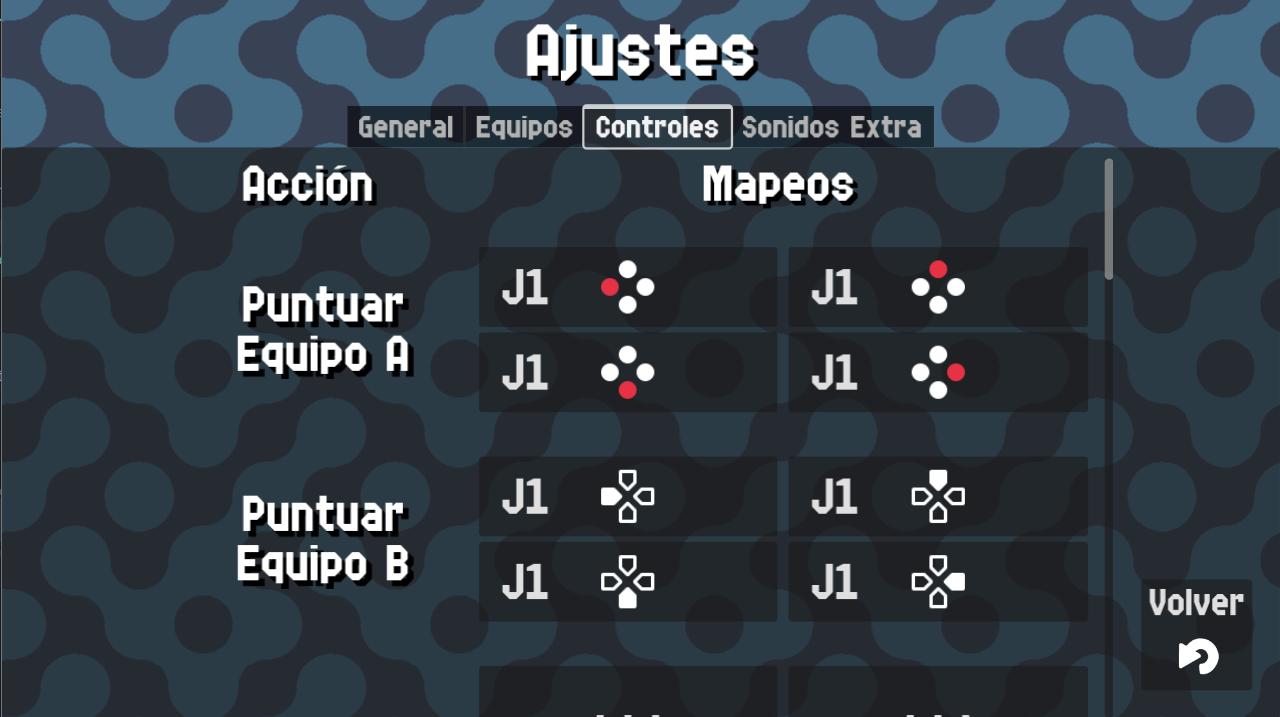 Ajustes
General Equipos Controles Sonidos Extra
Acción Mapeos
Puntuar
Equipo A
J1 J1
J1 J1
Puntuar
Equipo B
J1 J1
J1 J1
Volver